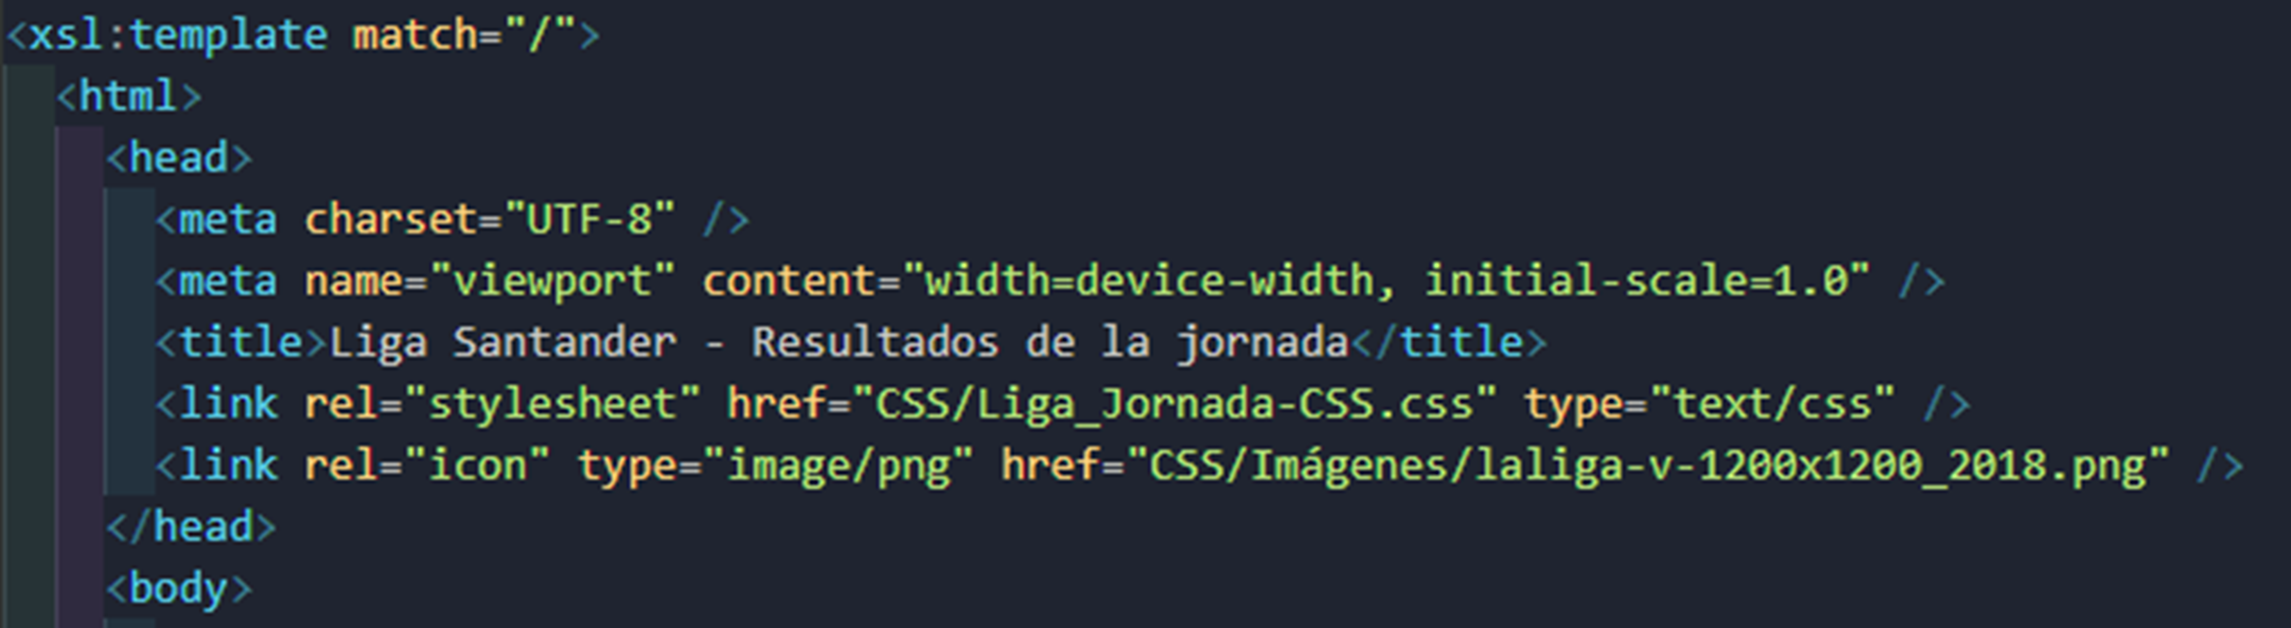 <xsl:template match="/">
<html>
<head>
<meta charset="UTF-8" />
<meta name="viewport" content="width=device-width, initial-scale=1.0" />
<title>Liga Santander - Resultados de la jornada</title>
<link rel="stylesheet" href="CSS/Liga_Jornada-CSS.css" type="text/css" />
<link rel="icon" type="image/png" href="CSS/Imágenes/laliga-v-1200x1200_2018.png" />
</head>
<body>